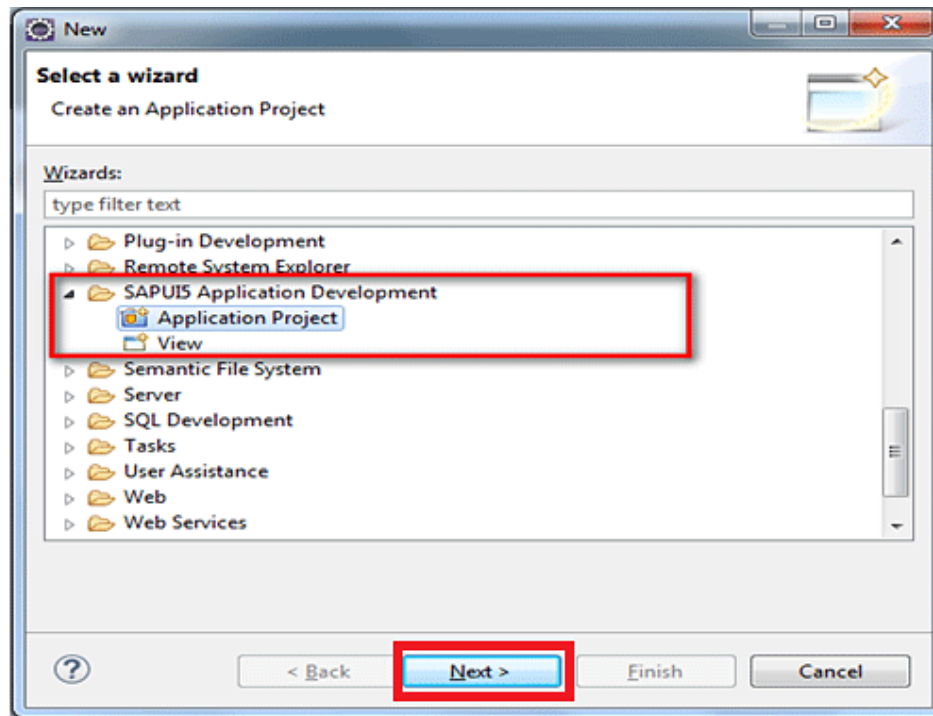 New
Select a wizard
Create an Application Project
Wizards:
type filter text
Plug-in Development
Remote System Explorer
SAPUI5 Application Development
Application Project
View
Semantic File System
Server
SQL Development
Tasks
User Assistance
Web
Web Services
? < Back Next > Finish Cancel